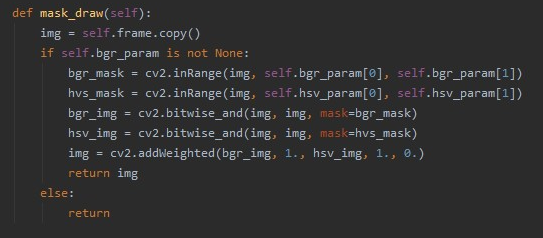 def mask_draw(self):
    img = self.frame.copy()
    if self.bgr_param is not None:
        bgr_mask = cv2.inRange(img, self.bgr_param[0], self.bgr_param[1])
        hvs_mask = cv2.inRange(img, self.hsv_param[0], self.hsv_param[1])
        bgr_img = cv2.bitwise_and(img, img, mask=bgr_mask)
        hsv_img = cv2.bitwise_and(img, img, mask=hvs_mask)
        img = cv2.addWeighted(bgr_img, 1., hsv_img, 1., 0.)
        return img
    else:
        return